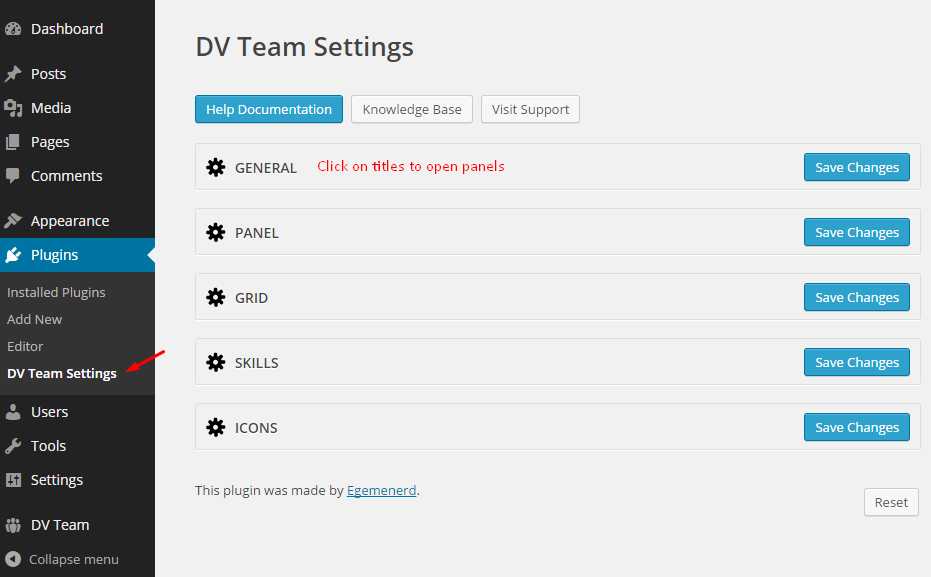 Dashboard
Posts
Media
Pages
Comments
Appearance
Plugins
Installed Plugins
Add New
Editor
DV Team Settings
Users
Tools
Settings
DV Team
Collapse menu
DV Team Settings
Help Documentation Knowledge Base Visit Support
GENERAL Click on titles to open panels Save Changes
PANEL Save Changes
GRID Save Changes
SKILLS Save Changes
ICONS Save Changes
This plugin was made by Egemenerd.
Reset